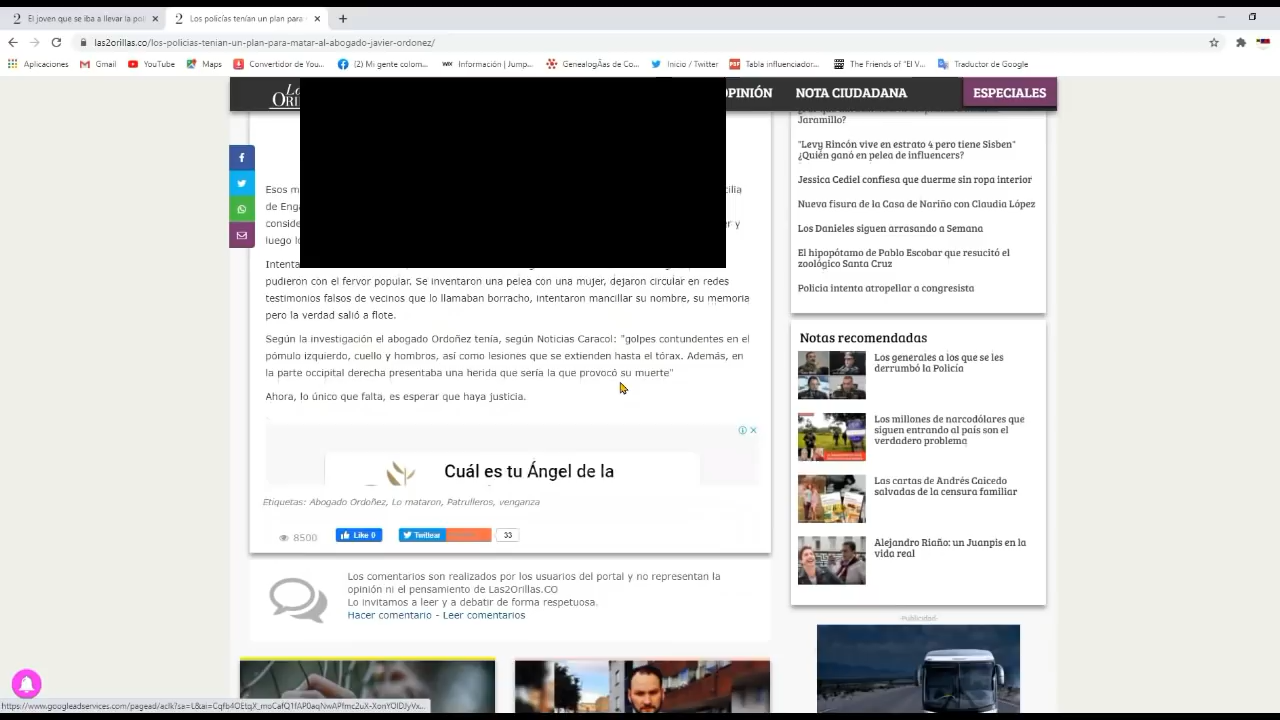 El joven que se iba a llevar la pol
Los policías tenían un plan para
las2orillas.co/los-policias-tenian-un-plan-para-matar-al-abogado-javier-ordonez/
Aplicaciones
Gmail
YouTube
Maps
Convertidor de You...
(2) Mi gente colom...
Información | Jump...
GenealogÃas de Co...
Inicio / Twitter
Tabla influenciador...
The Friends of "El V...
Traductor de Google
OPINIÓN
NOTA CIUDADANA
ESPECIALES
Esos
de
luego
pudieron con el fervor popular. Se inventaron una pelea con una mujer, dejaron circular en redes
testimonios falsos de vecinos que lo llamaban borracho, intentaron mancillar su nombre, su memoria
pero la verdad salió a flote.
Según la investigación el abogado Ordoñez tenía, según Noticias Caracol: "golpes contundentes en el
pómulo izquierdo, cuello y hombros, así como lesiones que se extienden hasta el tórax. Además, en
la parte occipital derecha presentaba una herida que sería la que provocó su muerte"
Ahora, lo único que falta, es esperar que haya justicia.
Cuál es tu Ángel de la
Etiquetas: Abogado Ordoñez, Lo mataron, Patrulleros, venganza
8500
Like 0
Twittear
33
Los comentarios son realizados por los usuarios del portal y no representan la
opinión ni el pensamiento de Las2Orillas.CO
Lo invitamos a leer y a debatir de forma respetuosa.
Hacer comentario - Leer comentarios
Jaramillo?
"Levy Rincón vive en estrato 4 pero tiene Sisben"
¿Quién ganó en pelea de influencers?
Jessica Cediel confiesa que duerme sin ropa interior
Nueva fisura de la Casa de Nariño con Claudia López
Los Danieles siguen arrasando a Semana
El hipopótamo de Pablo Escobar que resucitó el
zoológico Santa Cruz
Policía intenta atropellar a congresista
Notas recomendadas
Los generales a los que se les
derrumbó la Policía
Los millones de narcodólares que
siguen entrando al país son el
verdadero problema
Las cartas de Andrés Caicedo
salvadas de la censura familiar
Alejandro Riaño: un Juanpis en la
vida real
-Publicidad-